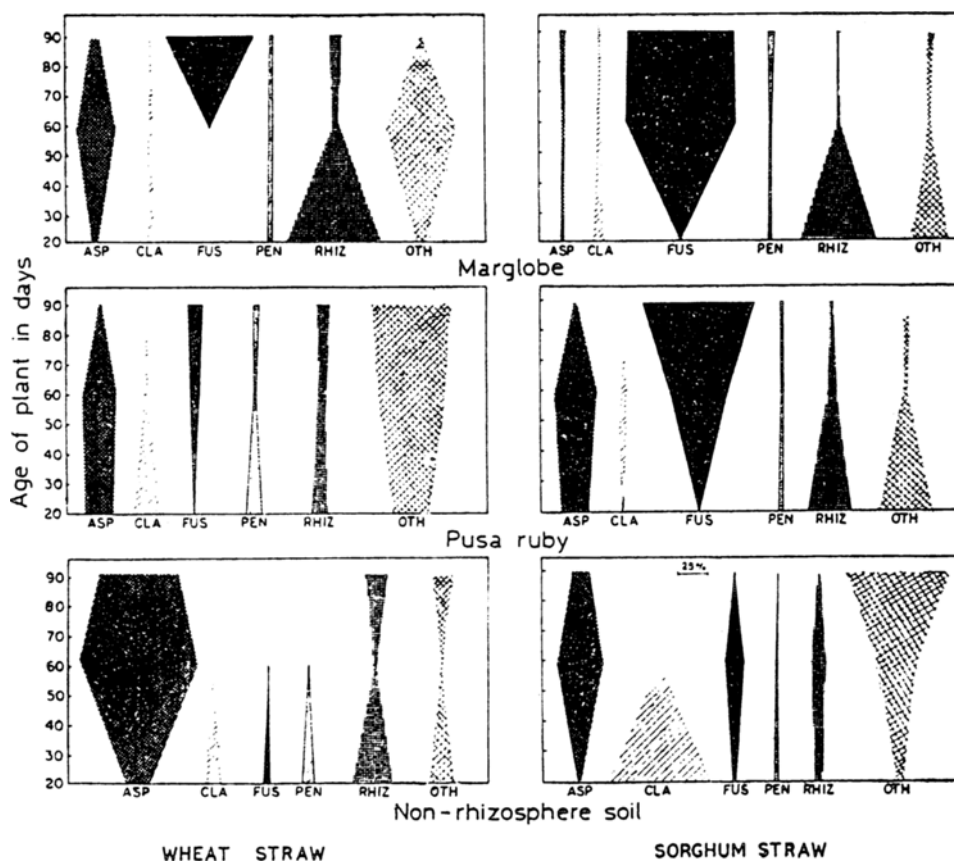 Age of plant in days
90
80
70
60
50
40
30
20
ASP CLA FUS PEN RHIZ OTH
ASP CLA FUS PEN RHIZ OTH
Marglobe
90
80
70
60
50
40
30
20
ASP CLA FUS PEN RHIZ OTH
ASP CLA FUS PEN RHIZ OTH
Pusa ruby
25%
90
80
70
60
50
40
30
20
ASP CLA FUS PEN RHIZ OTH
ASP CLA FUS PEN RHIZ OTH
Non-rhizosphere soil
WHEAT STRAW
SORGHUM STRAW